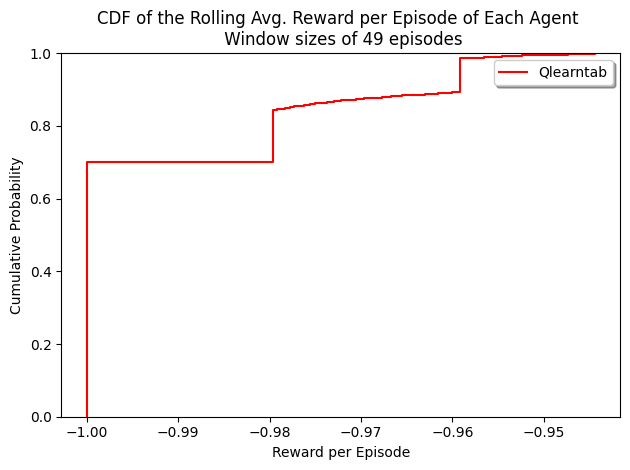 CDF of the Rolling Avg. Reward per Episode of Each Agent
Window sizes of 49 episodes
Qlearntab
Cumulative Probability
1.0
0.8
0.6
0.4
0.2
0.0
−1.00 −0.99 −0.98 −0.97 −0.96 −0.95
Reward per Episode